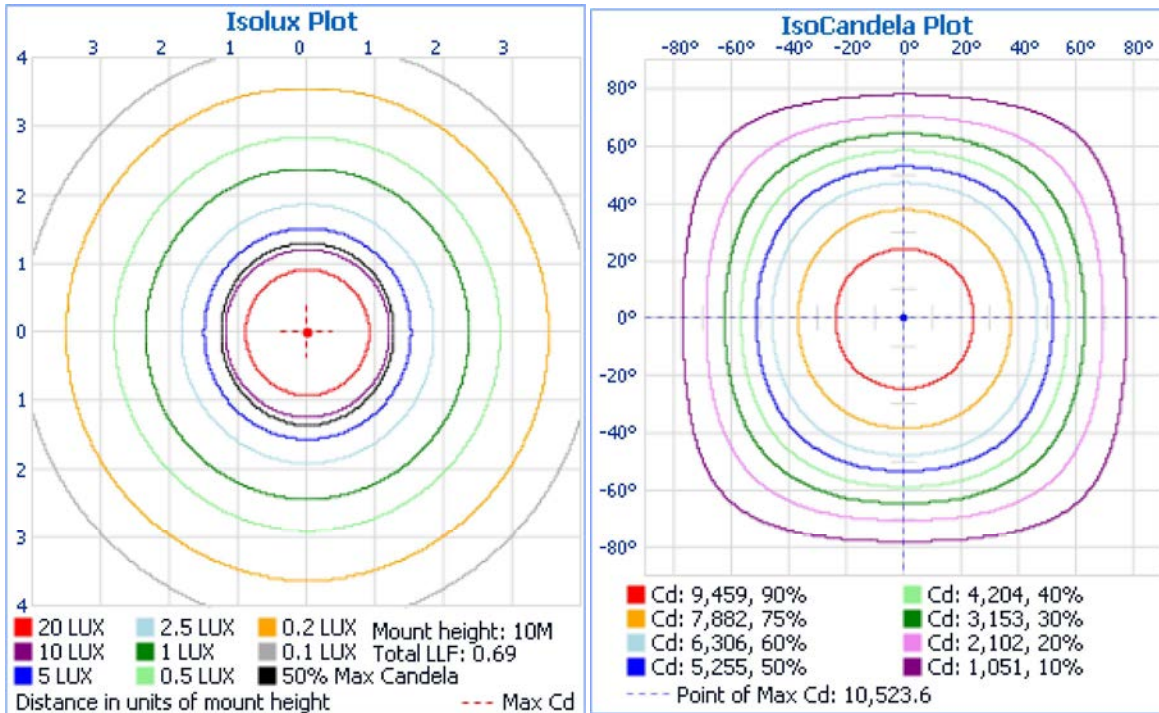 Isolux Plot
3 2 1 0 1 2 3
4
3
2
1
0
1
2
3
4
20 LUX 2.5 LUX 0.2 LUX Mount height: 10M
10 LUX 1 LUX 0.1 LUX Total LLF: 0.69
5 LUX 0.5 LUX 50% Max Candela
Distance in units of mount height --- Max Cd
IsoCandela Plot
-80° -60° -40° -20° 0° 20° 40° 60° 80°
80°
60°
40°
20°
0°
-20°
-40°
-60°
-80°
Cd: 9,459, 90% Cd: 4,204, 40%
Cd: 7,882, 75% Cd: 3,153, 30%
Cd: 6,306, 60% Cd: 2,102, 20%
Cd: 5,255, 50% Cd: 1,051, 10%
Point of Max Cd: 10,523.6